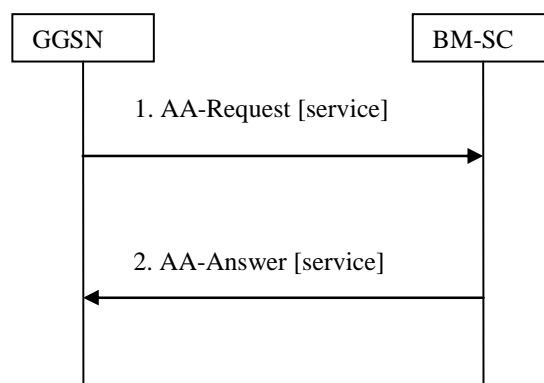 GGSN
BM-SC
1. AA-Request [service]
2. AA-Answer [service]